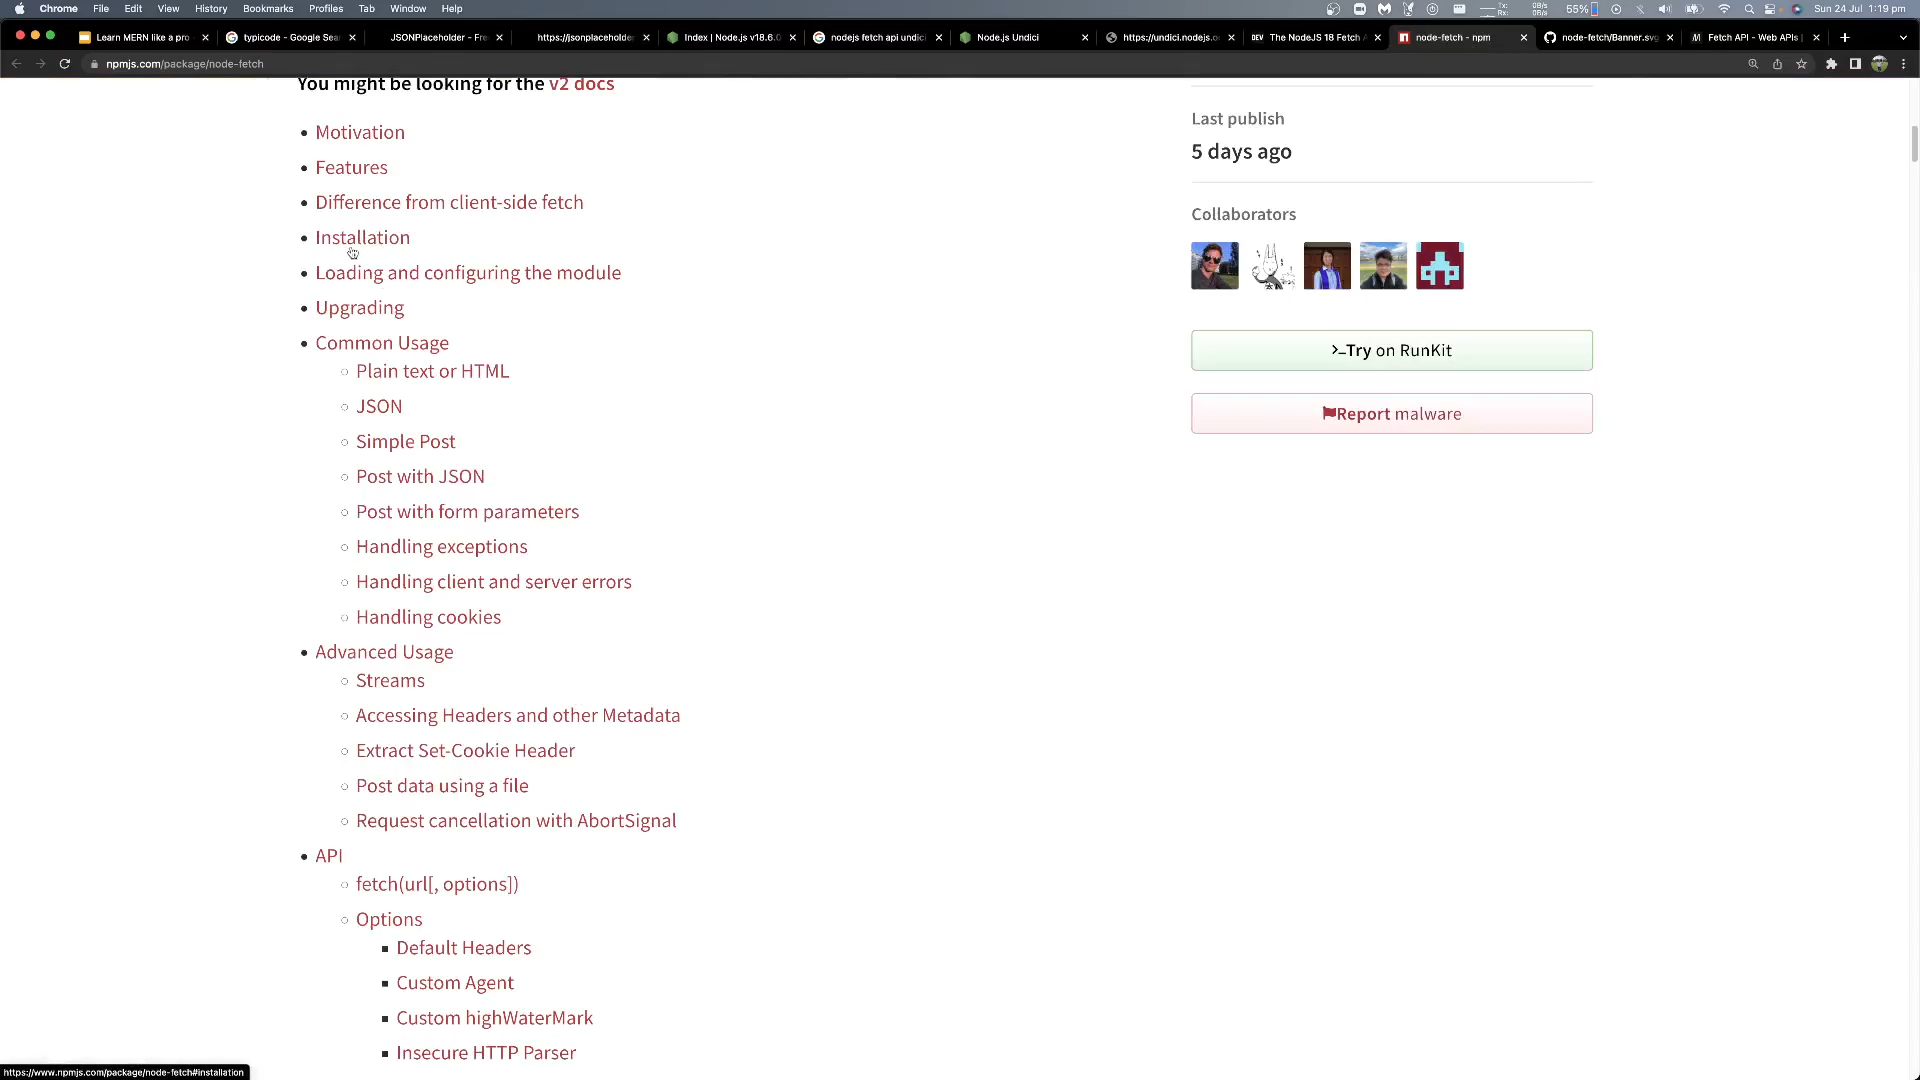 Chrome File Edit View History Bookmarks Profiles Tab Window Help
Tx: Rx: 0B/s 0B/s 55% Sun 24 Jul 1:19 pm
Learn MERN like a pro - typicode - Google Sea JSONPlaceholder - Fre https://jsonplaceholde Index | Node.js v18.6.0 nodejs fetch api undici Node.js Undici https://undici.nodejs.o DEV The NodeJS 18 Fetch A node-fetch - npm node-fetch/Banner.svg Fetch API - Web APIs |
npmjs.com/package/node-fetch
You might be looking for the v2 docs
Motivation
Features
Difference from client-side fetch
Installation
Loading and configuring the module
Upgrading
Common Usage
Plain text or HTML
JSON
Simple Post
Post with JSON
Post with form parameters
Handling exceptions
Handling client and server errors
Handling cookies
Advanced Usage
Streams
Accessing Headers and other Metadata
Extract Set-Cookie Header
Post data using a file
Request cancellation with AbortSignal
API
fetch(url[, options])
Options
Default Headers
Custom Agent
Custom highWaterMark
Insecure HTTP Parser
Last publish
5 days ago
Collaborators
>_Try on RunKit
Report malware
https://www.npmjs.com/package/node-fetch#installation